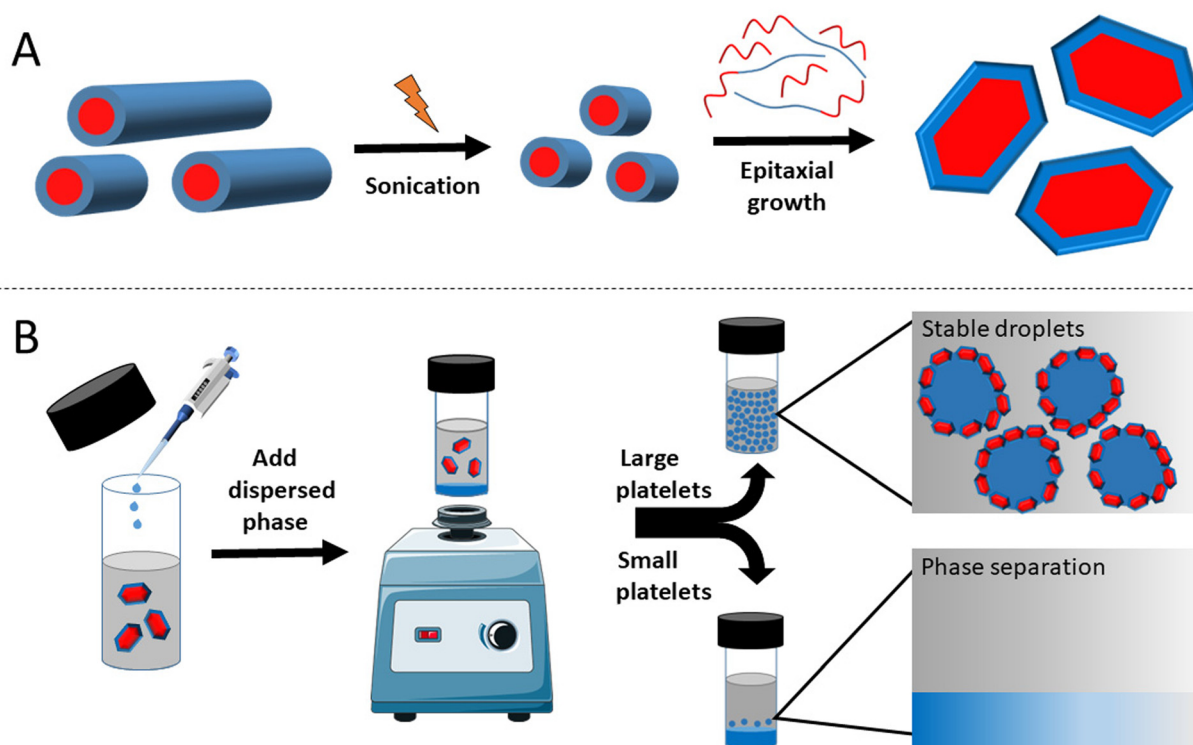 A
Sonication
Epitaxial
growth
B
Add
dispersed
phase
Large
platelets
Small
platelets
Stable droplets
Phase separation